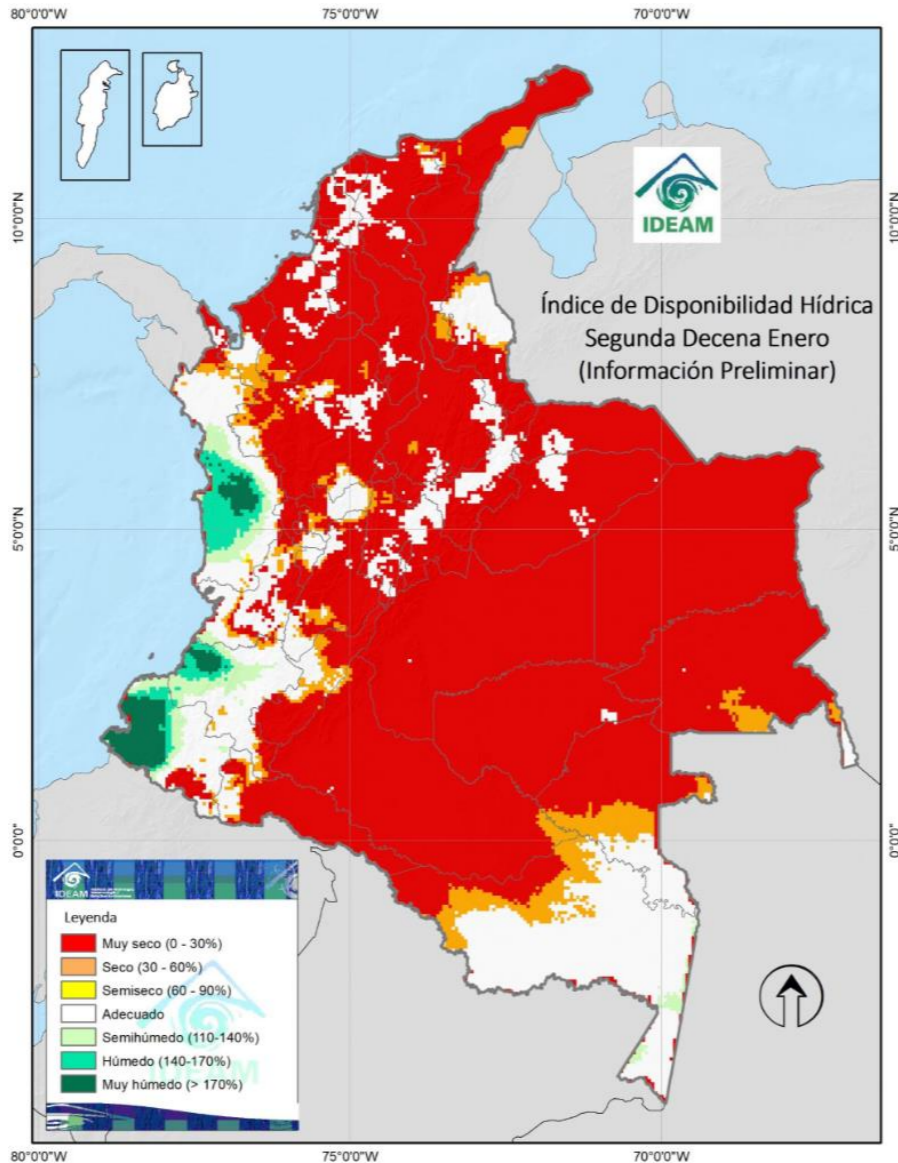 80°0'0"W
75°0'0"W
70°0'0"W
IDEAM
10°0'0"N
10°0'0"N
Índice de Disponibilidad Hídrica
Segunda Decena Enero
(Información Preliminar)
5°0'0"N
5°0'0"N
0°0'0"
0°0'0"
IDEAM
Leyenda
Muy seco (0 - 30%)
Seco (30 - 60%)
Semiseco (60 - 90%)
Adecuado
Semihúmedo (110-140%)
Húmedo (140-170%)
Muy húmedo (> 170%)
IDEAM
80°0'0"W
75°0'0"W
70°0'0"W